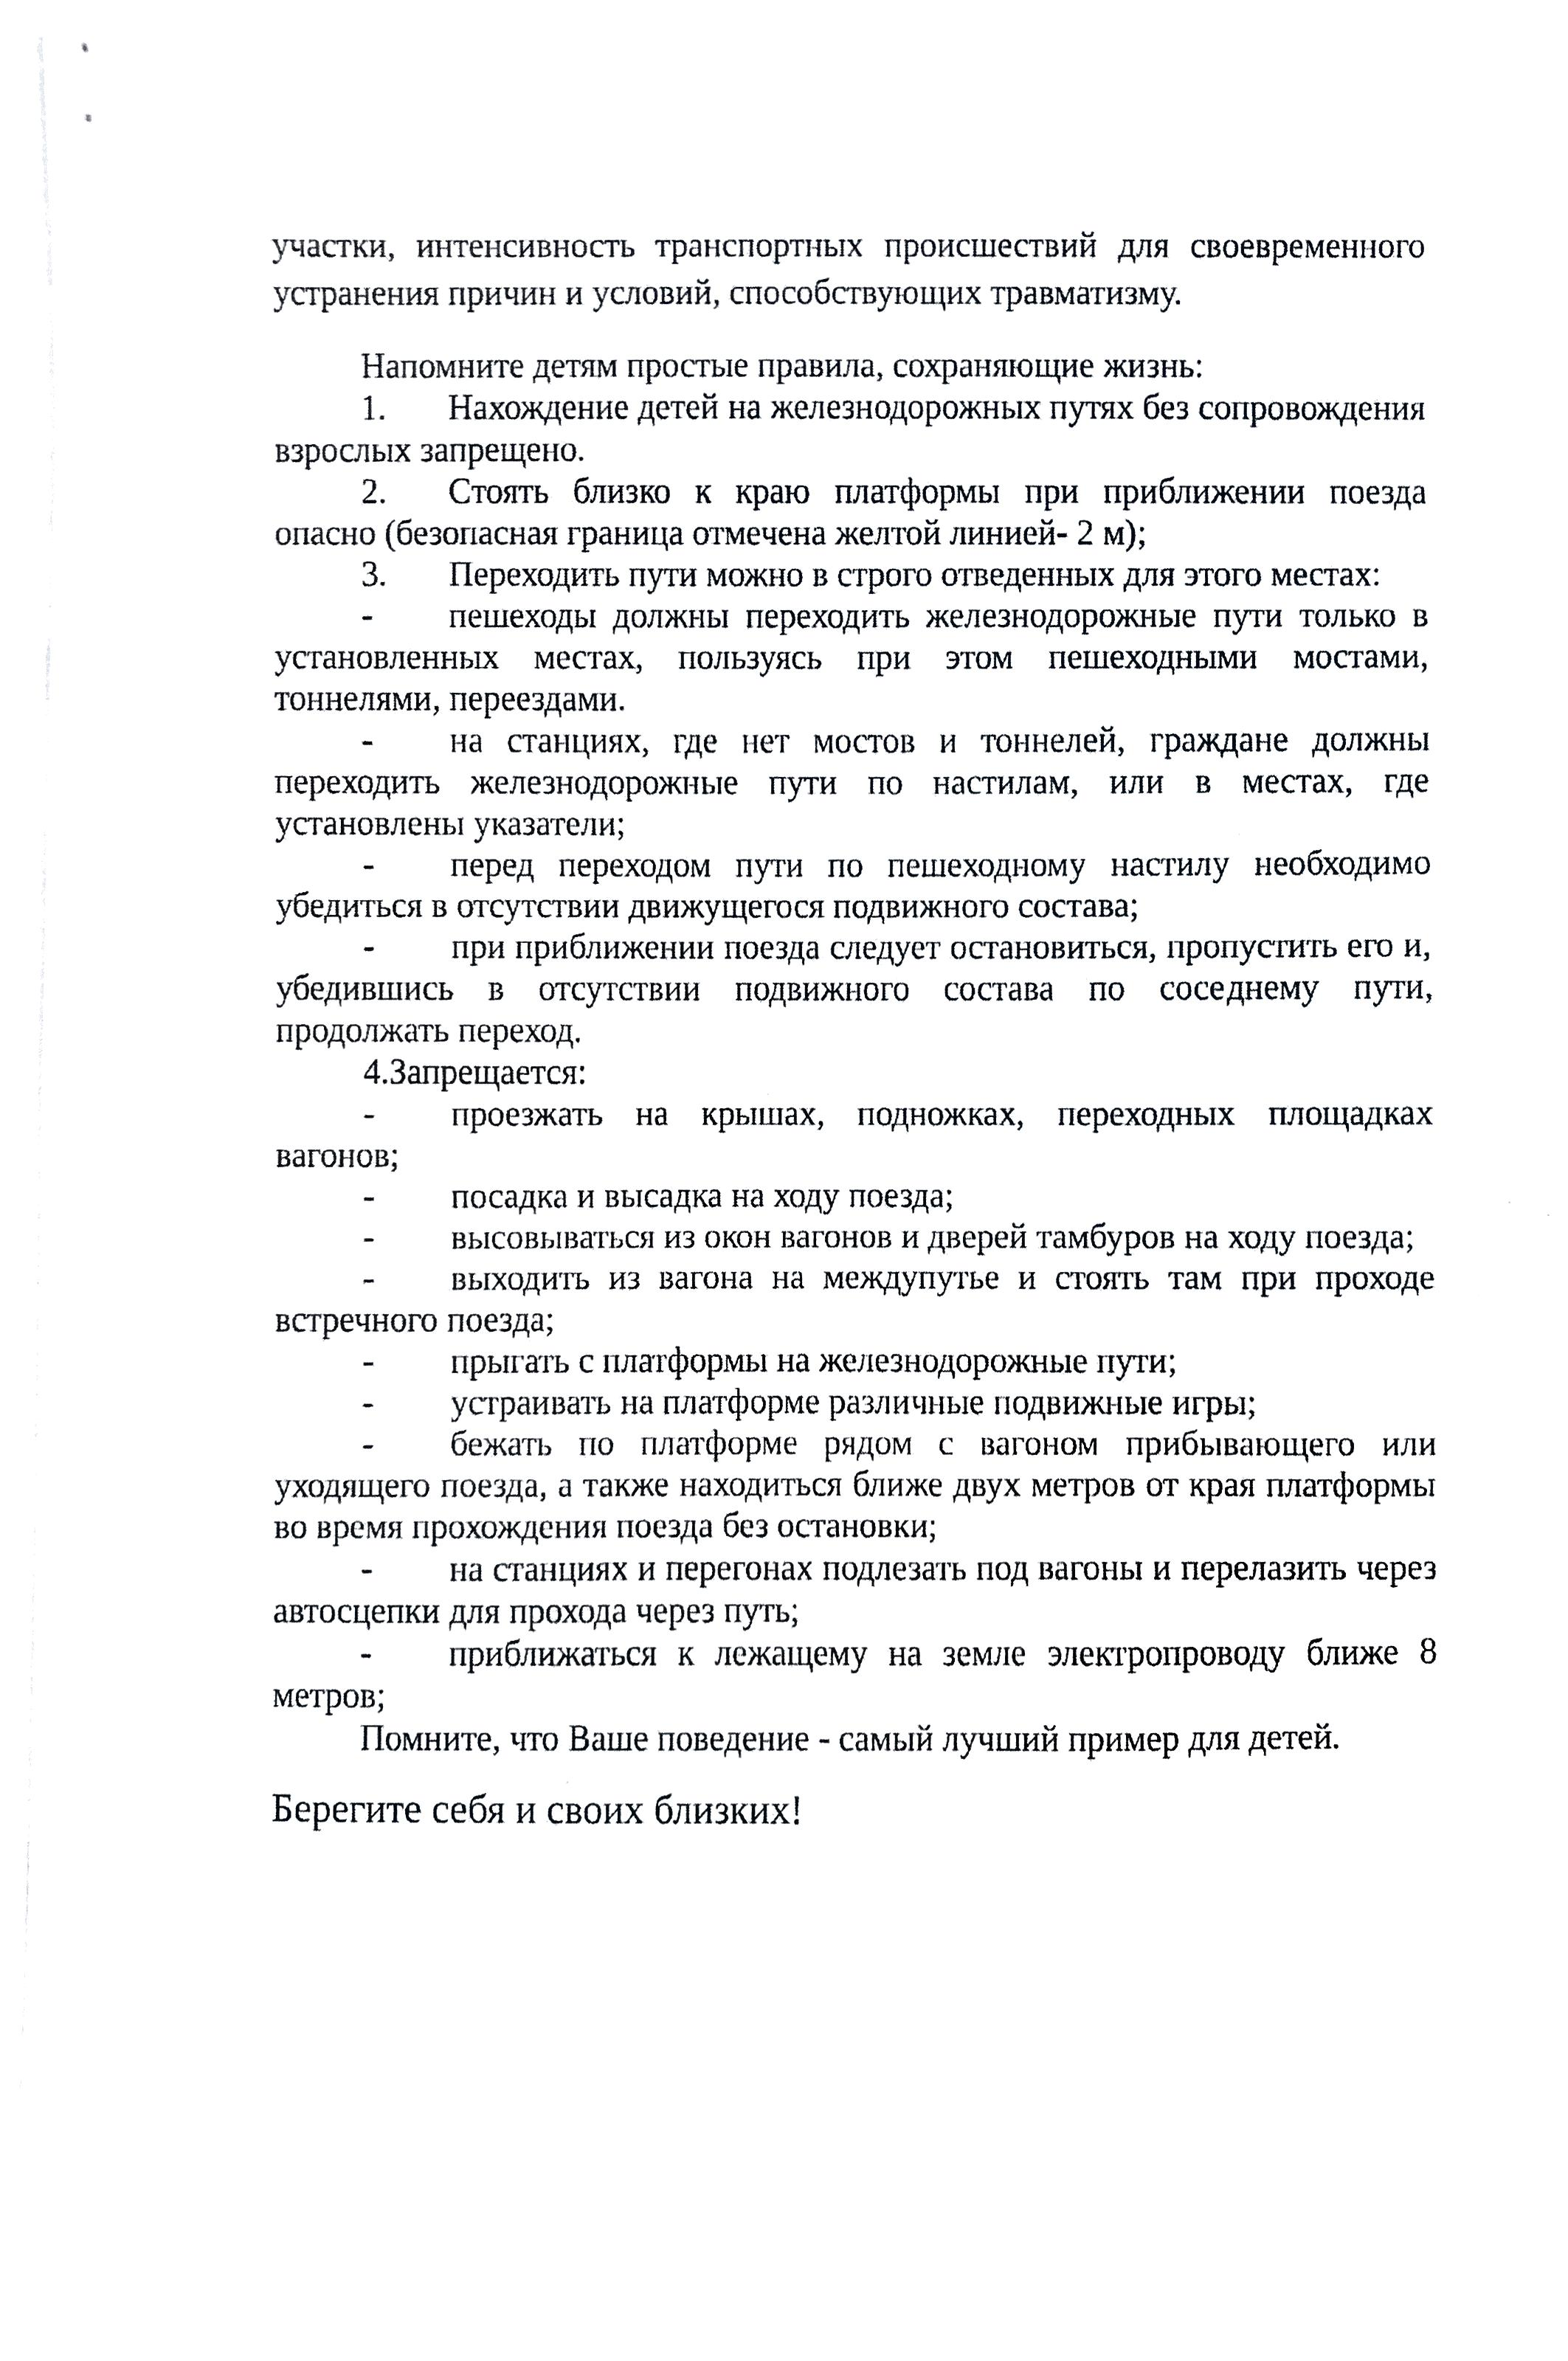 участки, интенсивность транспортных происшествий для своевременного
устранения причин и условий, способствующих травматизму.
Напомните детям простые правила, сохраняющие жизнь:
1. Нахождение детей на железнодорожных путях без сопровождения
взрослых запрещено.
2. Стоять близко к краю платформы при приближении поезда
опасно (безопасная граница отмечена желтой линией- 2 м);
3. Переходить пути можно в строго отведенных для этого местах:
- пешеходы должны переходить железнодорожные пути только в
установленных местах, пользуясь при этом пешеходными мостами,
тоннелями, переездами.
- на станциях, где нет мостов и тоннелей, граждане должны
переходить железнодорожные пути по настилам, или в местах, где
установлены указатели;
- перед переходом пути по пешеходному настилу необходимо
убедиться в отсутствии движущегося подвижного состава;
- при приближении поезда следует остановиться, пропустить его и,
убедившись в отсутствии подвижного состава по соседнему пути,
продолжать переход.
4.Запрещается:
- проезжать на крышах, подножках, переходных площадках
вагонов;
- посадка и высадка на ходу поезда;
- высовываться из окон вагонов и дверей тамбуров на ходу поезда;
- выходить из вагона на междупутье и стоять там при проходе
встречного поезда;
- прыгать с платформы на железнодорожные пути;
- устраивать на платформе различные подвижные игры;
- бежать по платформе рядом с вагоном прибывающего или
уходящего поезда, а также находиться ближе двух метров от края платформы
во время прохождения поезда без остановки;
- на станциях и перегонах подлезать под вагоны и перелазить через
автосцепки для прохода через путь;
- приближаться к лежащему на земле электропроводу ближе 8
метров;
Помните, что Ваше поведение - самый лучший пример для детей.
Берегите себя и своих близких!